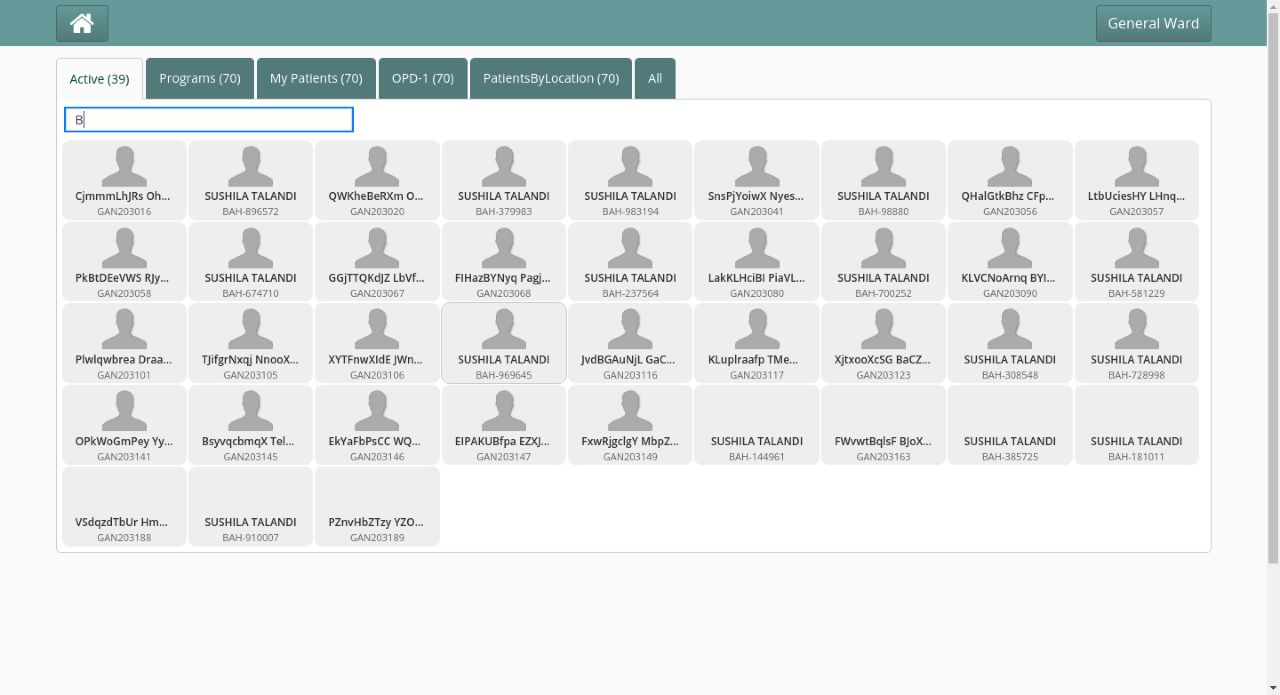 General Ward
Active (39) Programs (70) My Patients (70) OPD-1 (70) PatientsByLocation (70) All
B
CjmmmLhJRs Oh... SUSHILA TALANDI QWKheBeRXm O... SUSHILA TALANDI SUSHILA TALANDI SnsPjYoiwX Nyes... SUSHILA TALANDI QHalGtkBhz CFp... LtbUciesHY LHnq...
GAN203016 BAH-896572 GAN203020 BAH-379983 BAH-983194 GAN203041 BAH-98880 GAN203056 GAN203057
PkBtDEeVWS RJy... SUSHILA TALANDI GGjTTQKdJZ LbVf... FIHazBYNyq Pagj... SUSHILA TALANDI LakKLHciBI PiaVL... SUSHILA TALANDI KLVCNoArnq BYI... SUSHILA TALANDI
GAN203058 BAH-674710 GAN203067 GAN203068 BAH-237564 GAN203080 BAH-700252 GAN203090 BAH-581229
Plwlqwbrea Draa... TJifgrNxqj NnooX... XYTFnwXIdE JWn... SUSHILA TALANDI JvdBGAuNjL GaC... KLuplraafp TMe... XjtxooXcSG BaCZ... SUSHILA TALANDI SUSHILA TALANDI
GAN203101 GAN203105 GAN203106 BAH-969645 GAN203116 GAN203117 GAN203123 BAH-308548 BAH-728998
OPkWoGmPey Yy... BsyvqcbmqX Tel... EkYaFbPsCC WQ... EIPAKUBfpa EZXJ... FxwRjgclgY MbpZ... SUSHILA TALANDI FWvwtBqlsF BJoX... SUSHILA TALANDI SUSHILA TALANDI
GAN203141 GAN203145 GAN203146 GAN203147 GAN203149 BAH-144961 GAN203163 BAH-385725 BAH-181011
VSdqzdTbUr Hm... SUSHILA TALANDI PZnvHbZTzy YZO...
GAN203188 BAH-910007 GAN203189